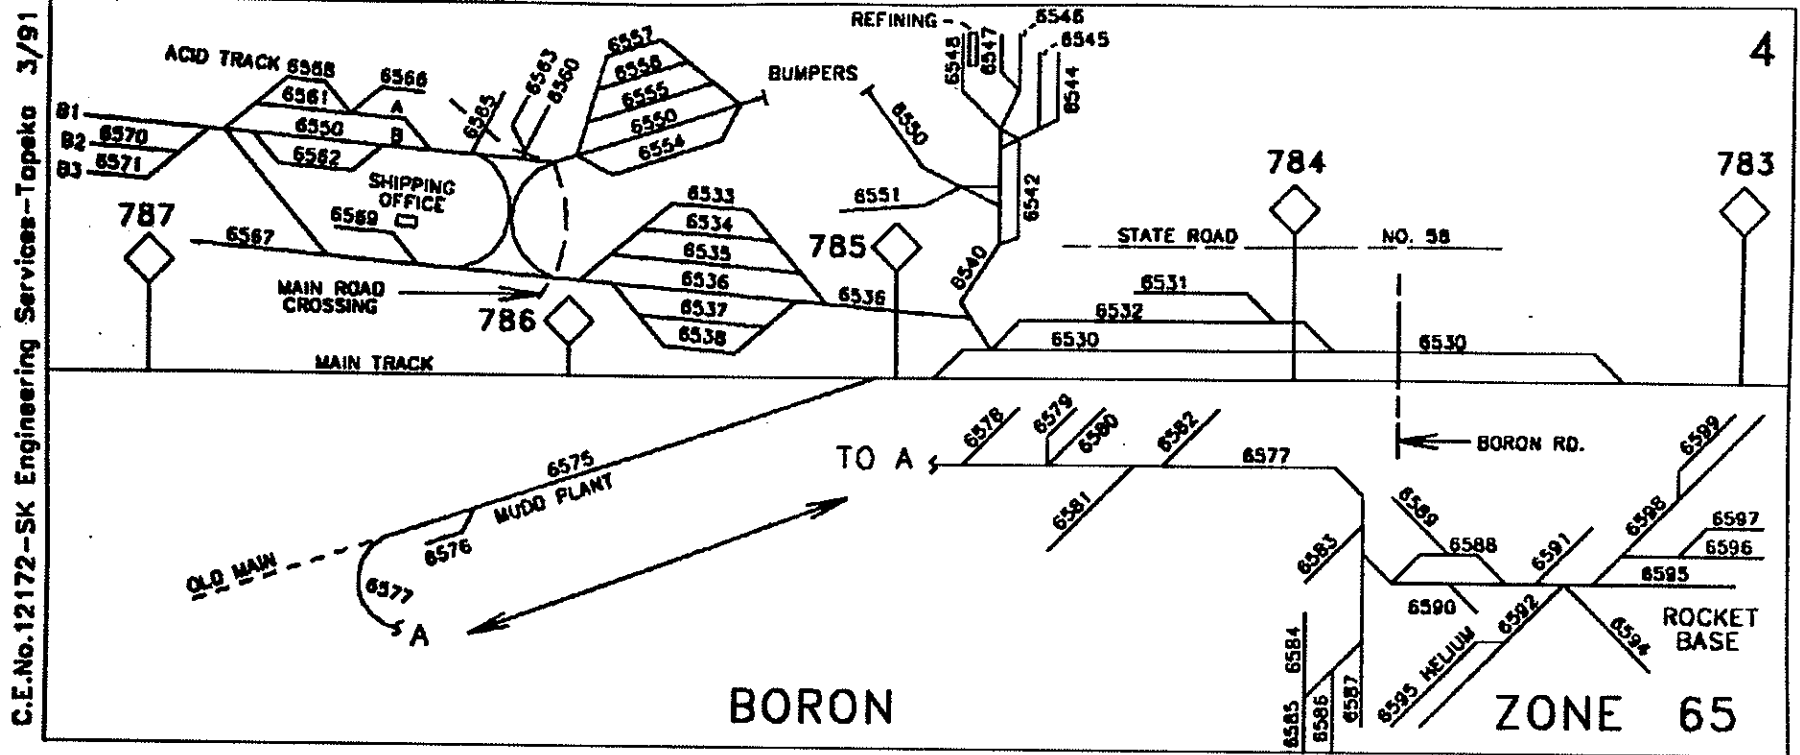 C.E.No.12172-SK Engineering Services-Topeka 3/91
4
REFINING
6546
6545
6548
6547
6544
ACID TRACK
6568
6566
6561
A
6563
6560
6557
6558
6555
6550
6554
BUMPERS
B1
B2
6570
B3
6571
6550
B
6562
6565
6550
6551
6542
SHIPPING
OFFICE
6569
787
6567
6533
6534
6535
6536
6537
6538
6536
785
6540
784
783
STATE ROAD
NO. 58
MAIN ROAD
CROSSING
786
6531
6532
6530
6530
MAIN TRACK
6575
MUDD PLANT
6576
OLD MAIN
6577
A
TO A
6578
6579
6580
6582
6577
6581
BORON RD.
6599
6598
6597
6596
6595
6589
6588
6591
6583
6590
6592
6594
ROCKET
BASE
6595 HELIUM
6584
6585
6586
6587
BORON
ZONE 65